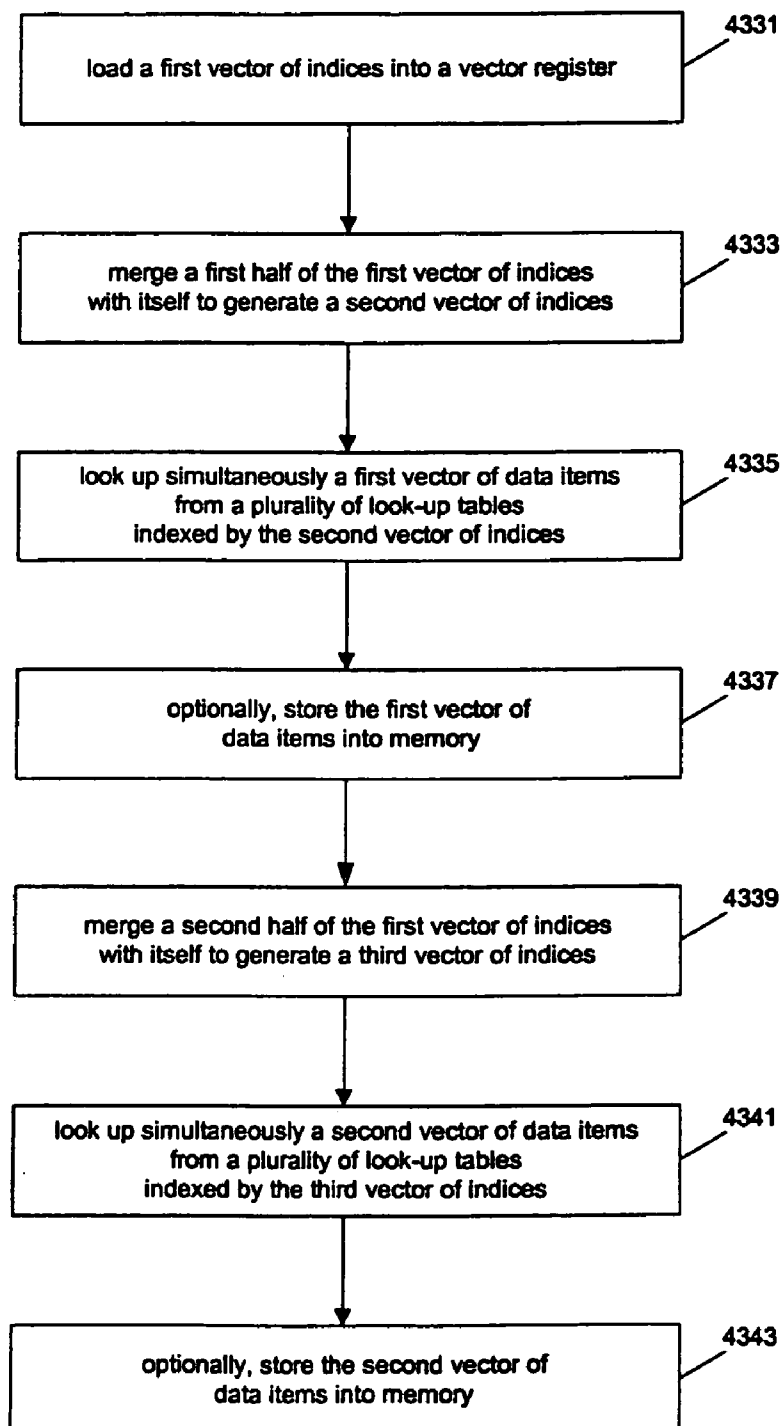 4331
load a first vector of indices into a vector register
4333
merge a first half of the first vector of indices
with itself to generate a second vector of indices
4335
look up simultaneously a first vector of data items
from a plurality of look-up tables
indexed by the second vector of indices
4337
optionally, store the first vector of
data items into memory
4339
merge a second half of the first vector of indices
with itself to generate a third vector of indices
4341
look up simultaneously a second vector of data items
from a plurality of look-up tables
indexed by the third vector of indices
4343
optionally, store the second vector of
data items into memory